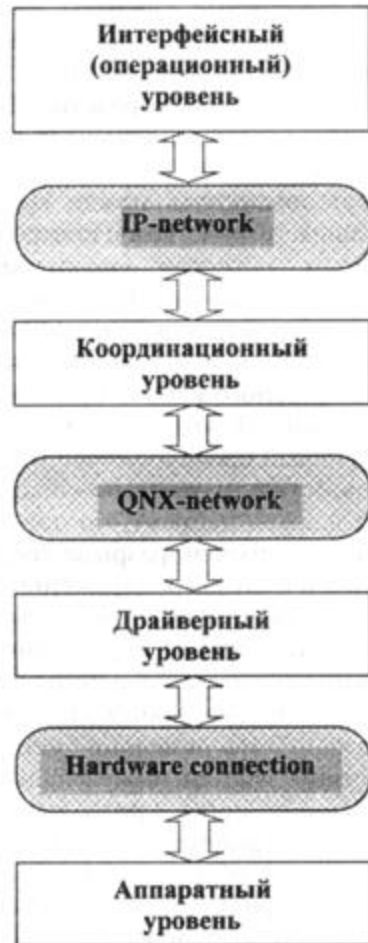 Интерфейсный
(операционный)
уровень
IP-network
Координационный
уровень
QNX-network
Драйверный
уровень
Hardware connection
Аппаратный
уровень